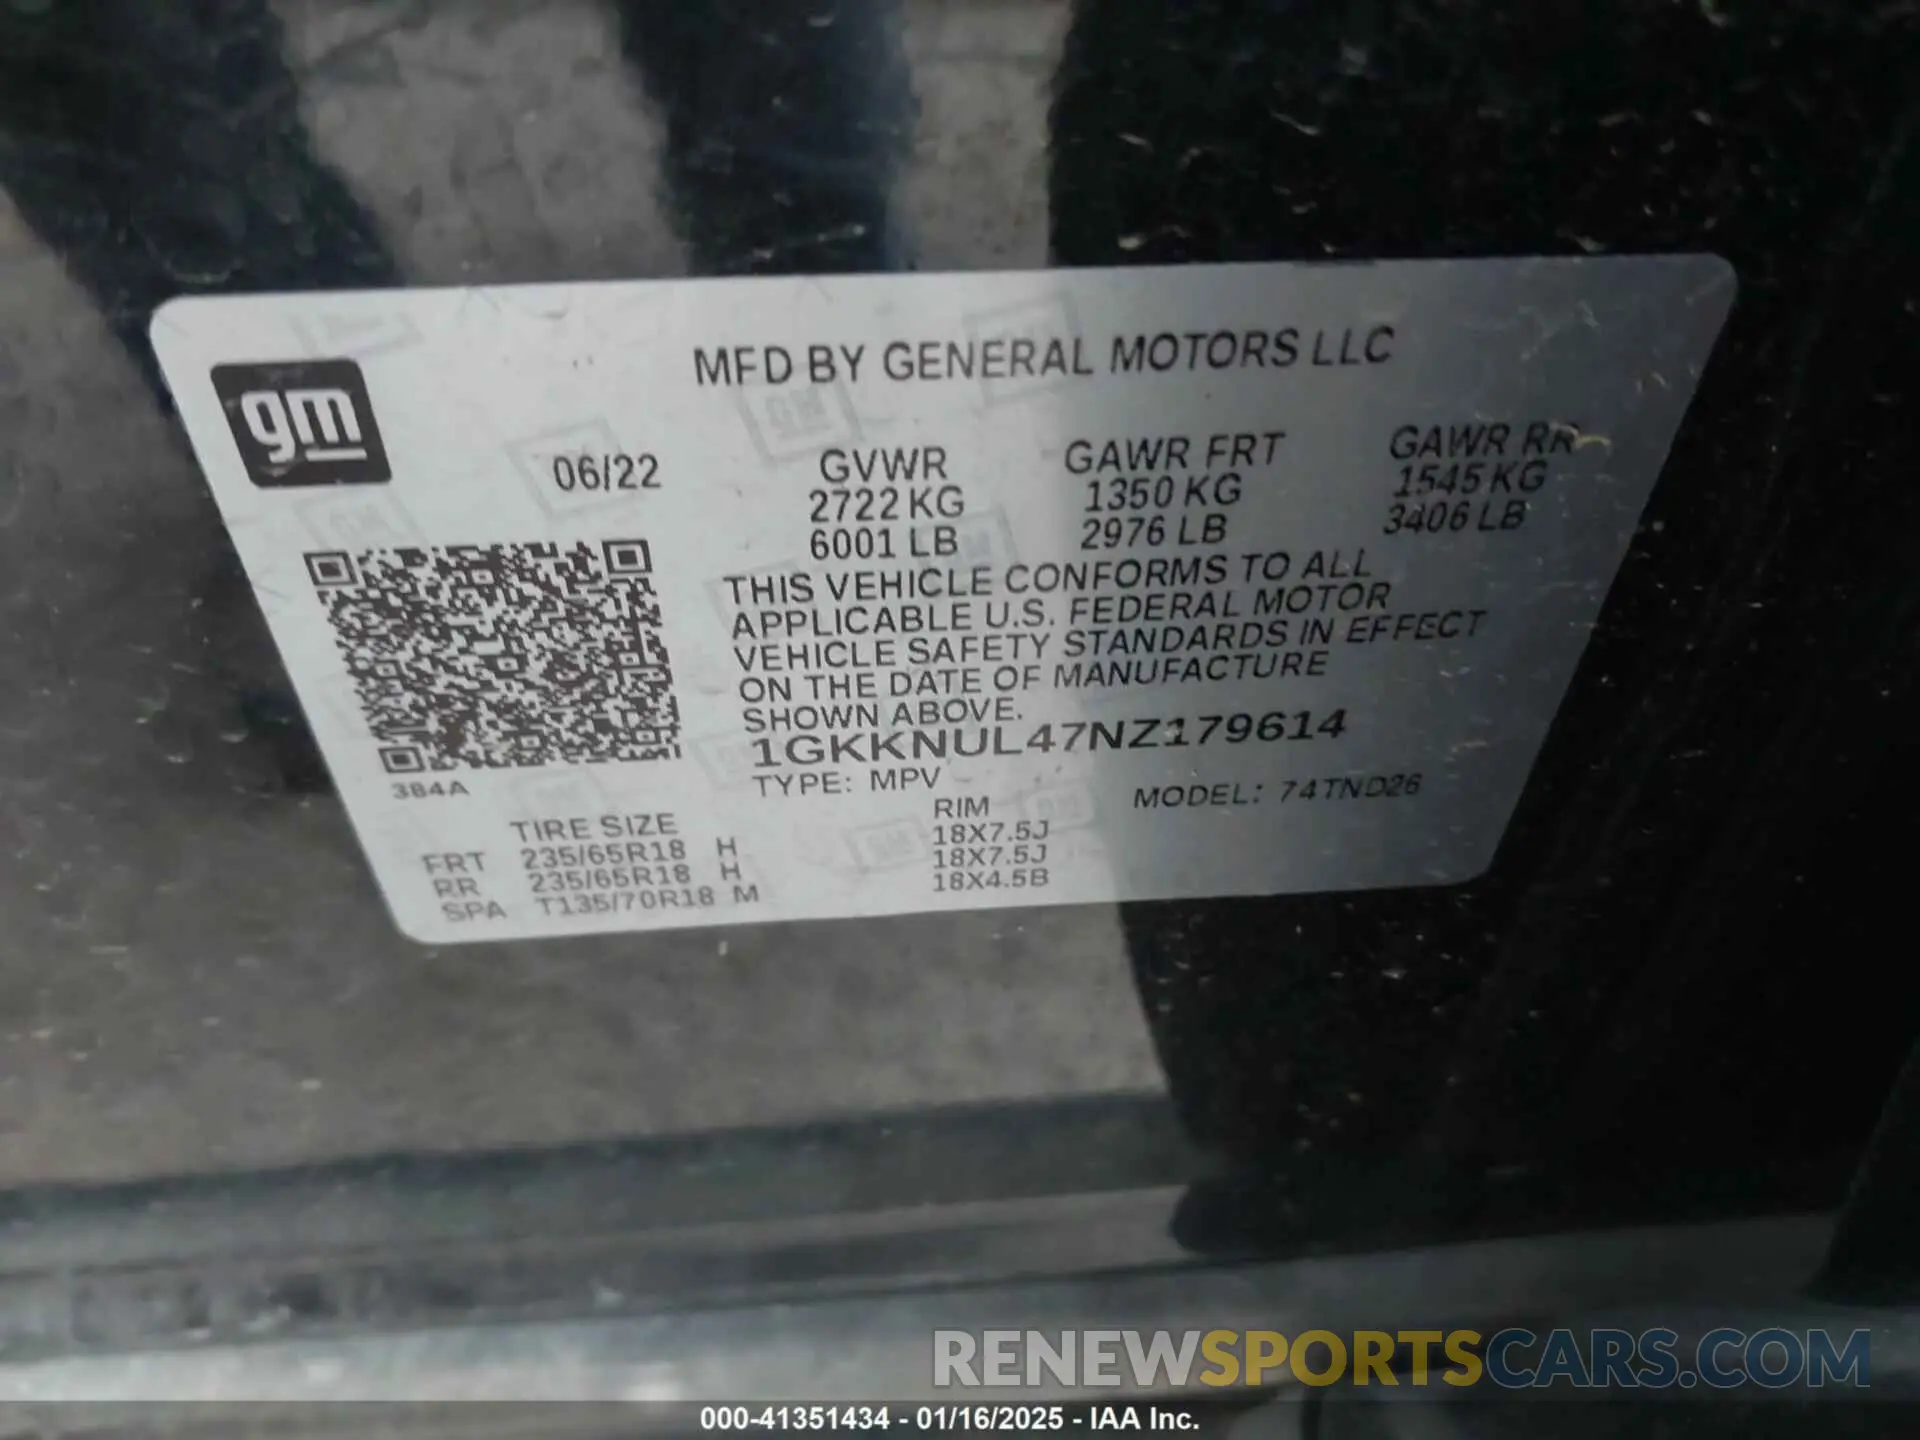 MFD BY GENERAL MOTORS LLC
gm
06/22 GVWR GAWR FRT GAWR RR
2722 KG 1350 KG 1545 KG
6001 LB 2976 LB 3406 LB
THIS VEHICLE CONFORMS TO ALL
APPLICABLE U.S. FEDERAL MOTOR
VEHICLE SAFETY STANDARDS IN EFFECT
ON THE DATE OF MANUFACTURE
SHOWN ABOVE.
1GKKNUL47NZ179614
384A TYPE: MPV MODEL: 74TND26
TIRE SIZE RIM
FRT 235/65R18 H 18X7.5J
RR 235/65R18 H 18X7.5J
SPA T135/70R18 M 18X4.5B
RENEWSPORTSCARS.COM
000-41351434 - 01/16/2025 - IAA Inc.